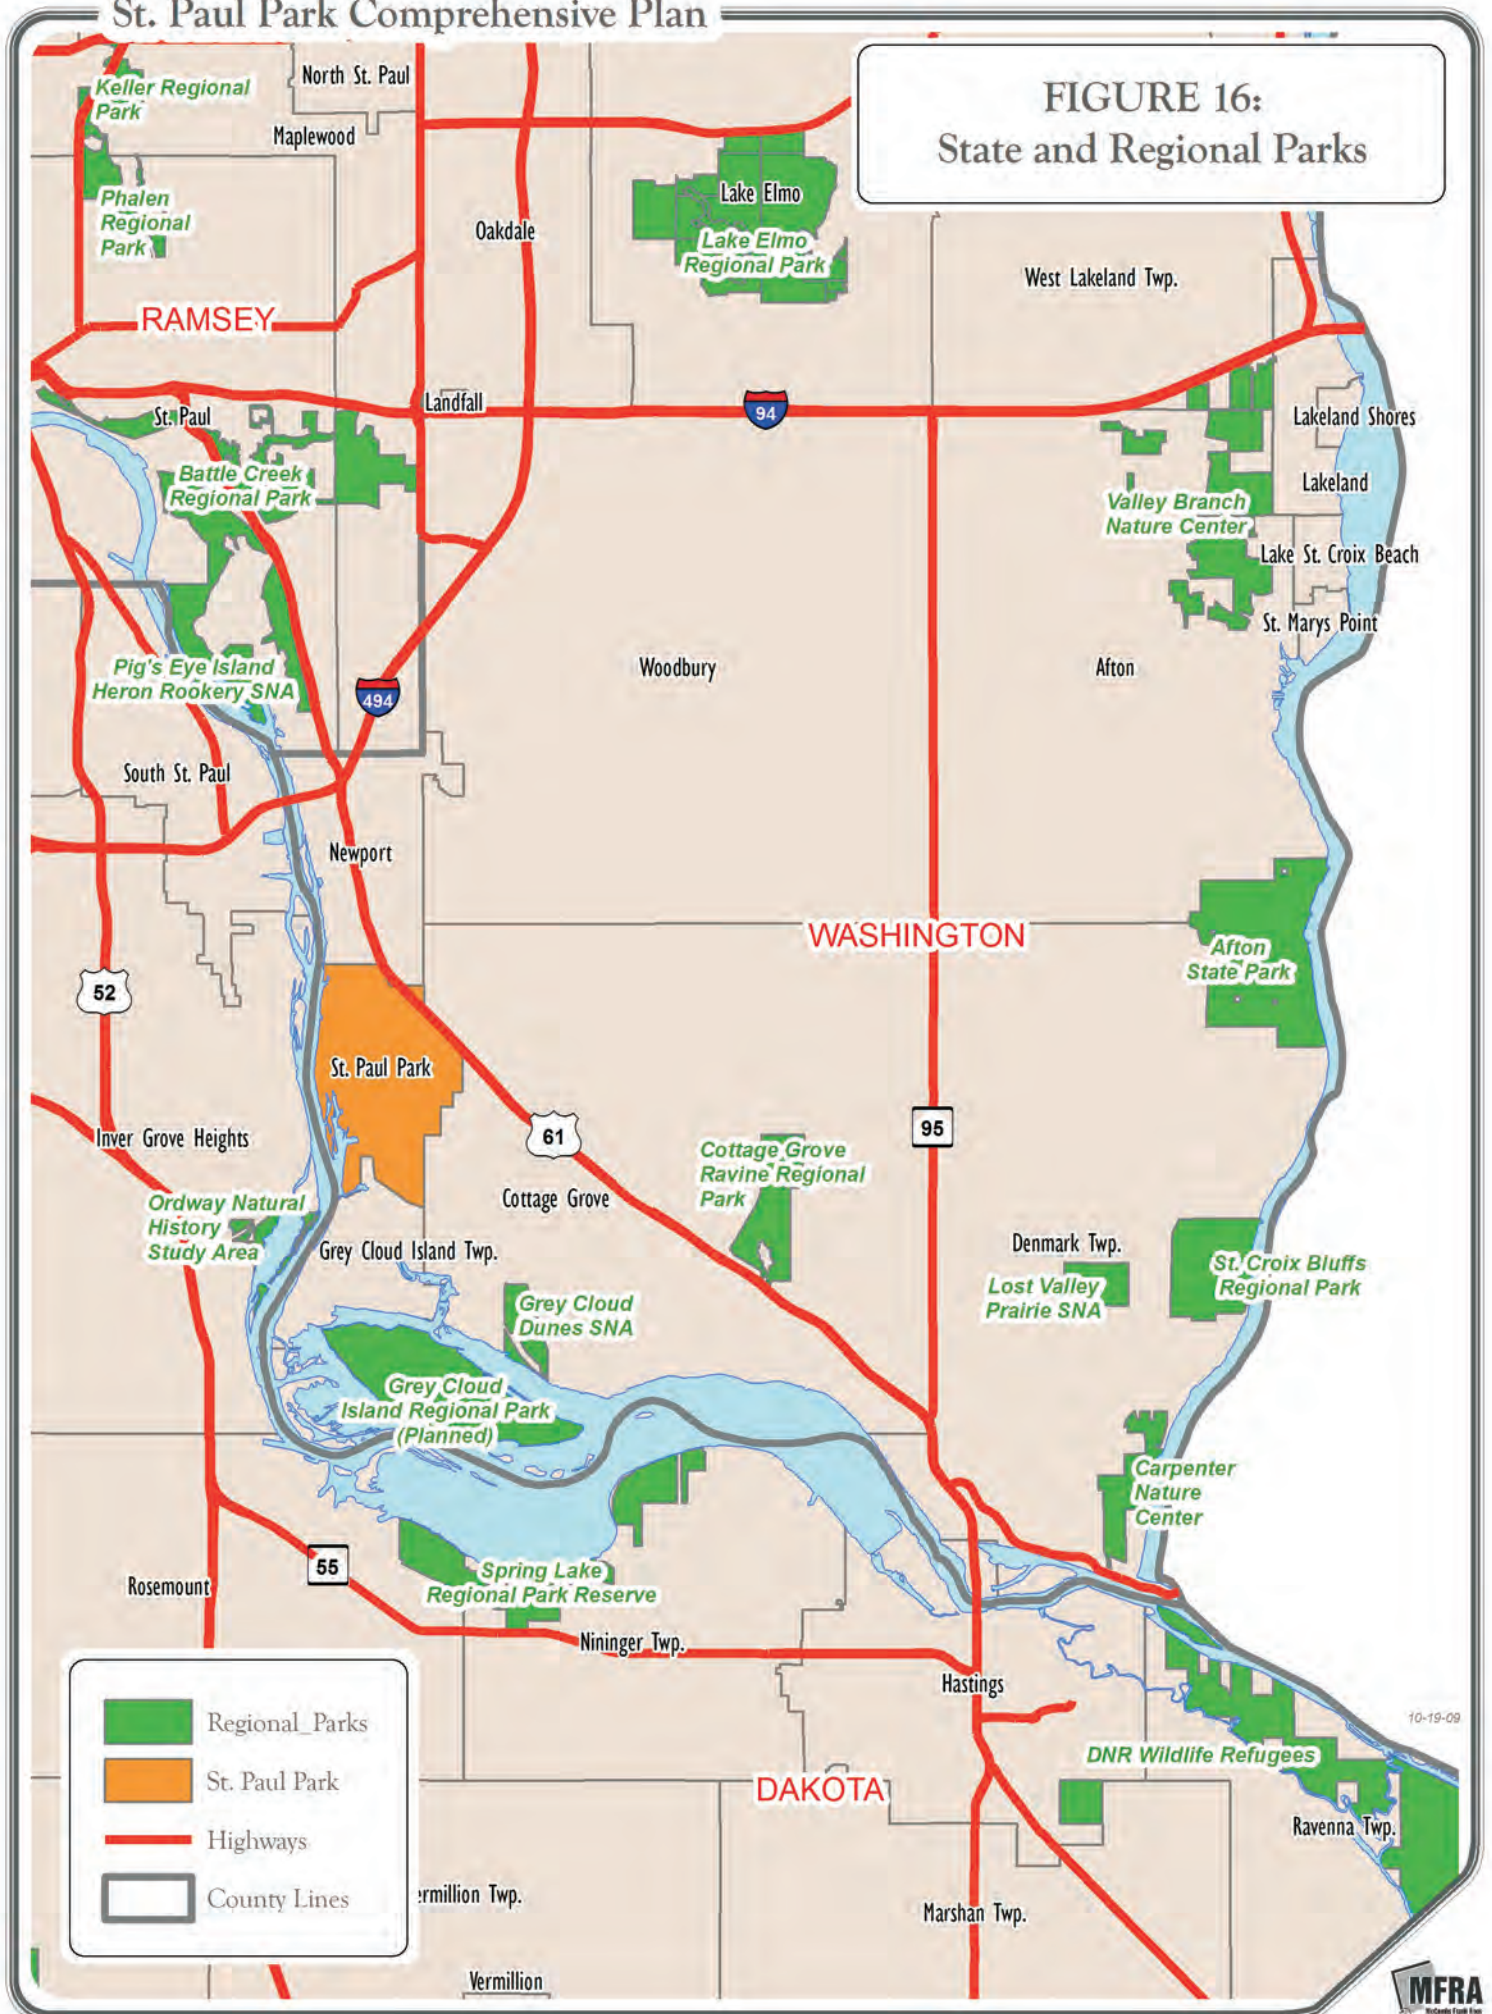 St. Paul Park Comprehensive Plan
FIGURE 16:
State and Regional Parks
North St. Paul
Keller Regional
Park
Maplewood
Phalen
Regional
Park
Oakdale
Lake Elmo
Lake Elmo
Regional Park
West Lakeland Twp.
RAMSEY
Landfall
94
St. Paul
Lakeland Shores
Battle Creek
Regional Park
Lakeland
Valley Branch
Nature Center
Lake St. Croix Beach
St. Marys Point
Pig's Eye Island
Heron Rookery SNA
Woodbury
Afton
494
South St. Paul
Newport
WASHINGTON
Afton
State Park
52
St. Paul Park
61
95
Inver Grove Heights
Cottage Grove
Ravine Regional
Park
Cottage Grove
Ordway Natural
History
Study Area
Grey Cloud Island Twp.
Denmark Twp.
St. Croix Bluffs
Regional Park
Lost Valley
Prairie SNA
Grey Cloud
Dunes SNA
Grey Cloud
Island Regional Park
(Planned)
Carpenter
Nature
Center
55
Spring Lake
Regional Park Reserve
Rosemount
Nininger Twp.
Hastings
10-19-09
DNR Wildlife Refugees
DAKOTA
Ravenna Twp.
Regional_Parks
St. Paul Park
Highways
County Lines
ermillion Twp.
Marshan Twp.
Vermillion
MFRA